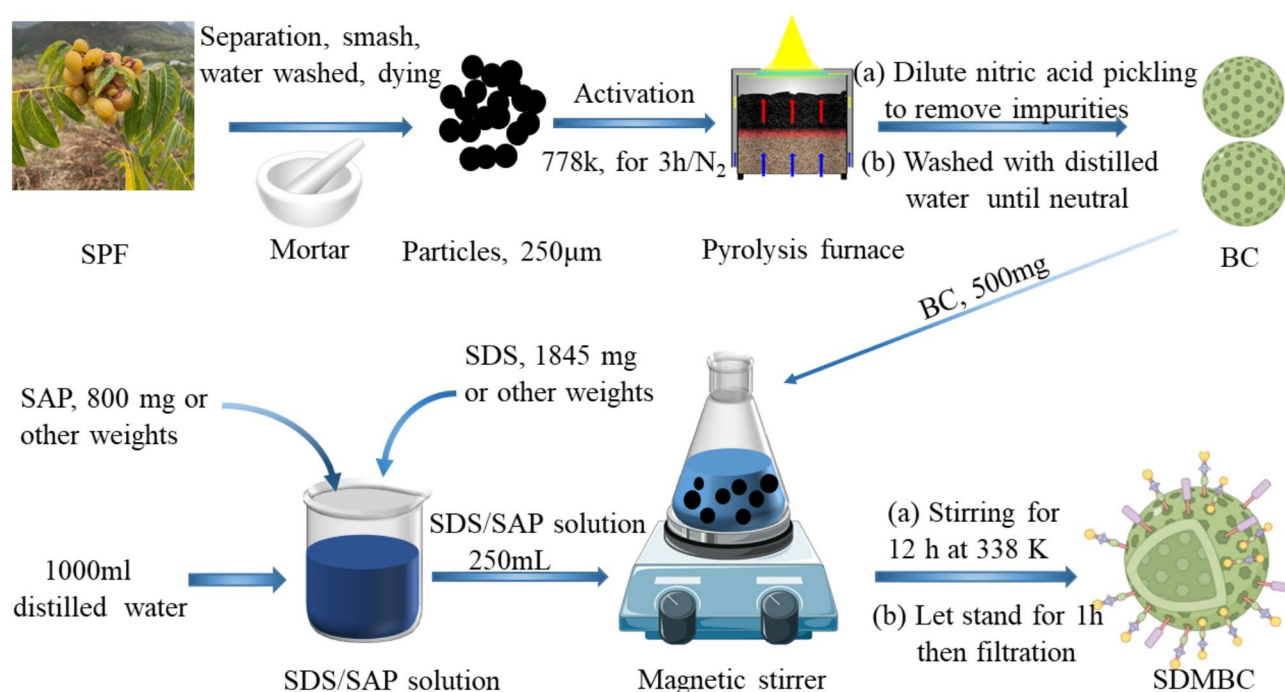 Separation, smash,
water washed, dying
Activation
778k, for 3h/N₂
(a) Dilute nitric acid pickling
to remove impurities
(b) Washed with distilled
water until neutral
SPF
Mortar
Particles, 250μm
Pyrolysis furnace
BC
BC, 500mg
SAP, 800 mg or
other weights
SDS, 1845 mg
or other weights
1000ml
distilled water
SDS/SAP solution
250mL
(a) Stirring for
12 h at 338 K
(b) Let stand for 1h
then filtration
SDS/SAP solution
Magnetic stirrer
SDMBC